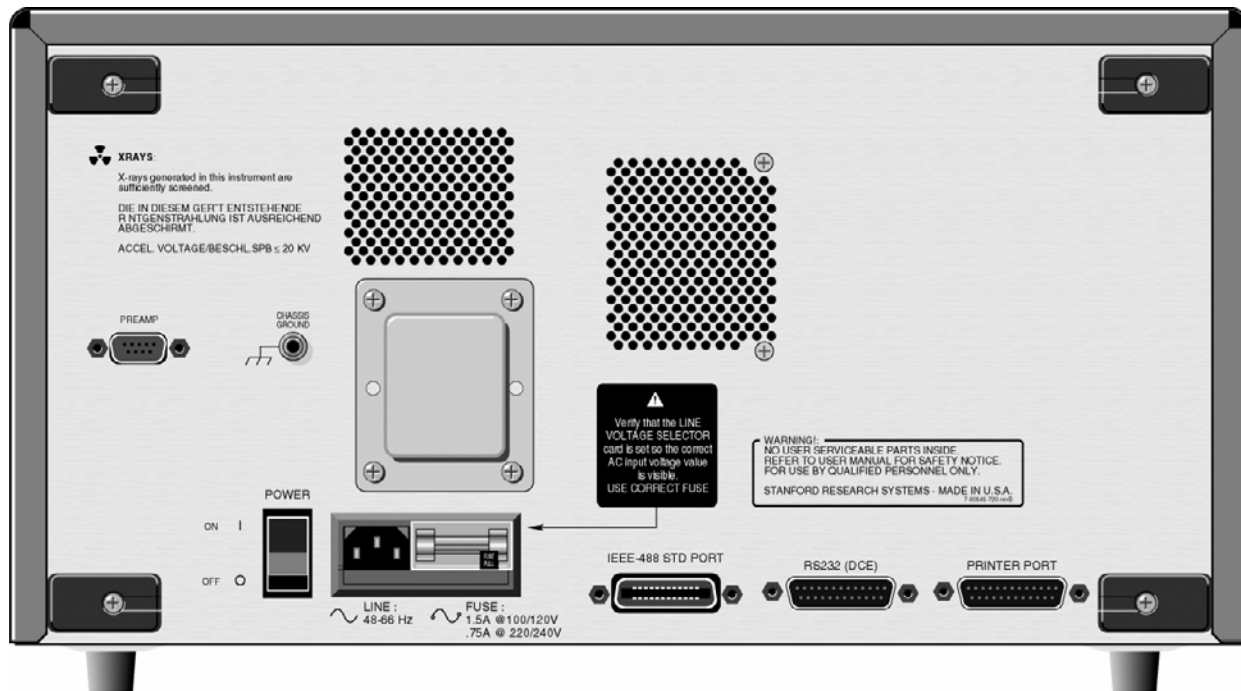 XRAYS:
X-rays generated in this instrument are
sufficiently screened.
DIE IN DIESEM GER"T ENTSTEHENDE
R NTGENSTRAHLUNG IST AUSREICHEND
ABGESCHIRMT.
ACCEL. VOLTAGE/BESCHL.SPB ≤ 20 KV
PREAMP
CHASSIS
GROUND
Verify that the LINE
VOLTAGE SELECTOR
card is set so the correct
AC input voltage value
is visible.
USE CORRECT FUSE
WARNING!:
NO USER SERVICEABLE PARTS INSIDE.
REFER TO USER MANUAL FOR SAFETY NOTICE.
FOR USE BY QUALIFIED PERSONNEL ONLY.
STANFORD RESEARCH SYSTEMS - MADE IN U.S.A.
POWER
ON I
OFF O
FUSE
PULL
LINE :
48-66 Hz
FUSE :
1.5A @100/120V
.75A @ 220/240V
IEEE-488 STD PORT
RS232 (DCE)
PRINTER PORT